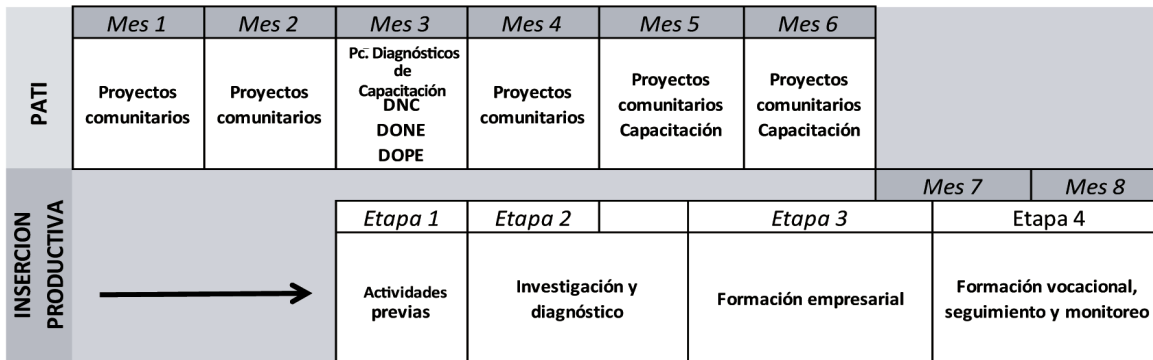 Mes 1 Mes 2 Mes 3 Mes 4 Mes 5 Mes 6
PATI
Proyectos
comunitarios
Proyectos
comunitarios
Pc. Diagnósticos
de
Capacitación
DNC
DONE
DOPE
Proyectos
comunitarios
Proyectos
comunitarios
Capacitación
Proyectos
comunitarios
Capacitación
Mes 7 Mes 8
INSERCION
PRODUCTIVA
Etapa 1 Etapa 2 Etapa 3 Etapa 4
Actividades
previas
Investigación y
diagnóstico
Formación empresarial
Formación vocacional,
seguimiento y monitoreo